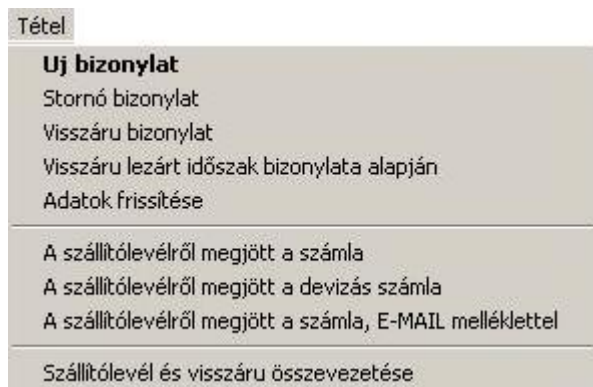 Tétel
Uj bizonylat
Stornó bizonylat
Visszáru bizonylat
Visszáru lezárt időszak bizonylata alapján
Adatok frissítése
A szállítólevélről megjött a számla
A szállítólevélről megjött a devizás számla
A szállítólevélről megjött a számla, E-MAIL melléklettel
Szállítólevél és visszáru összevezetése